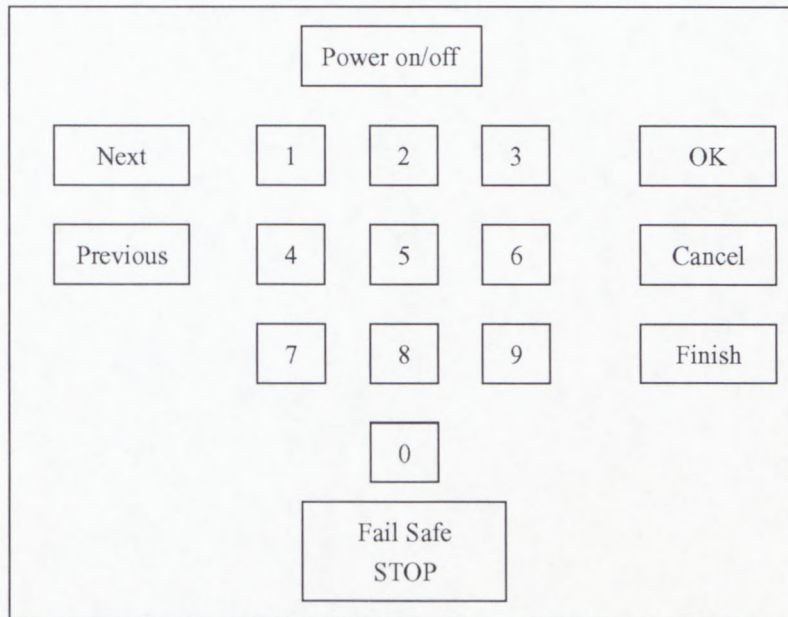 Power on/off
Next 1 2 3 OK
Previous 4 5 6 Cancel
7 8 9 Finish
0
Fail Safe
STOP